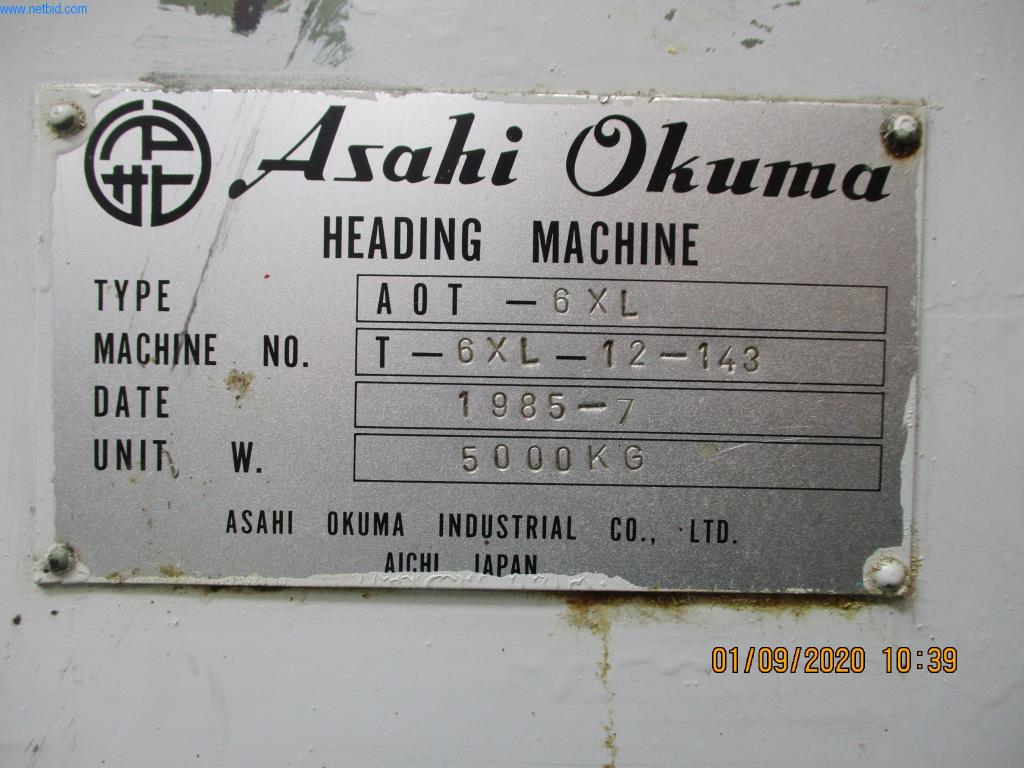 www.netbid.com
Asahi Okuma
HEADING MACHINE
TYPE AOT-6XL
MACHINE NO. T-6XL-12-143
DATE 1985-7
UNIT W. 5000KG
ASAHI OKUMA INDUSTRIAL CO., LTD.
AICHI JAPAN
01/09/2020 10:39